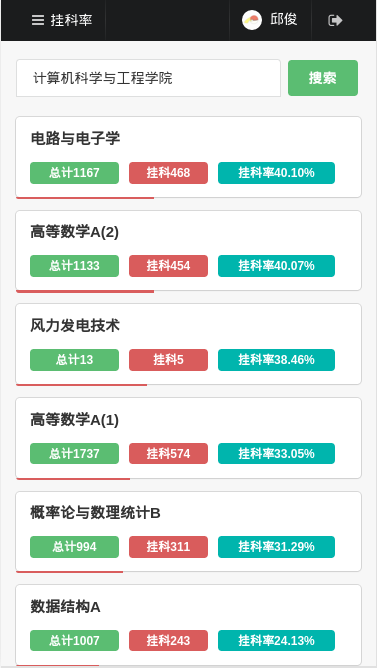 挂科率 邱俊
计算机科学与工程学院 搜索
电路与电子学
总计1167 挂科468 挂科率40.10%
高等数学A(2)
总计1133 挂科454 挂科率40.07%
风力发电技术
总计13 挂科5 挂科率38.46%
高等数学A(1)
总计1737 挂科574 挂科率33.05%
概率论与数理统计B
总计994 挂科311 挂科率31.29%
数据结构A
总计1007 挂科243 挂科率24.13%